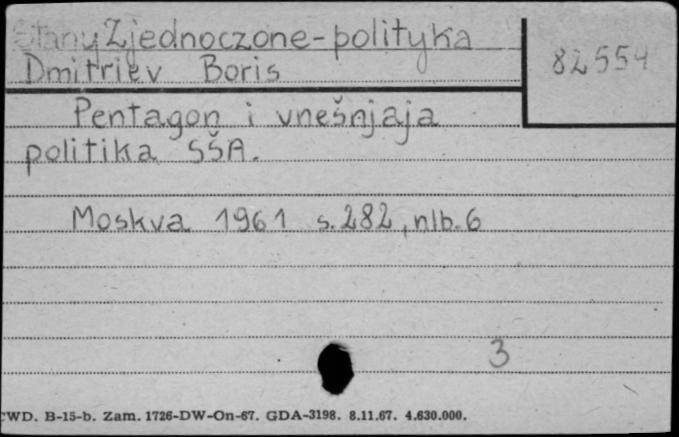 Stany Zjednoczone-polityka
82554
Dmitriev Boris
Pentagon i vnešnjaja
politika SŠA.
Moskva 1961 s.282, nlb.6
3
CWD. B-15-b. Zam. 1726-DW-On-67. GDA-3198. 8.11.67. 4.630.000.